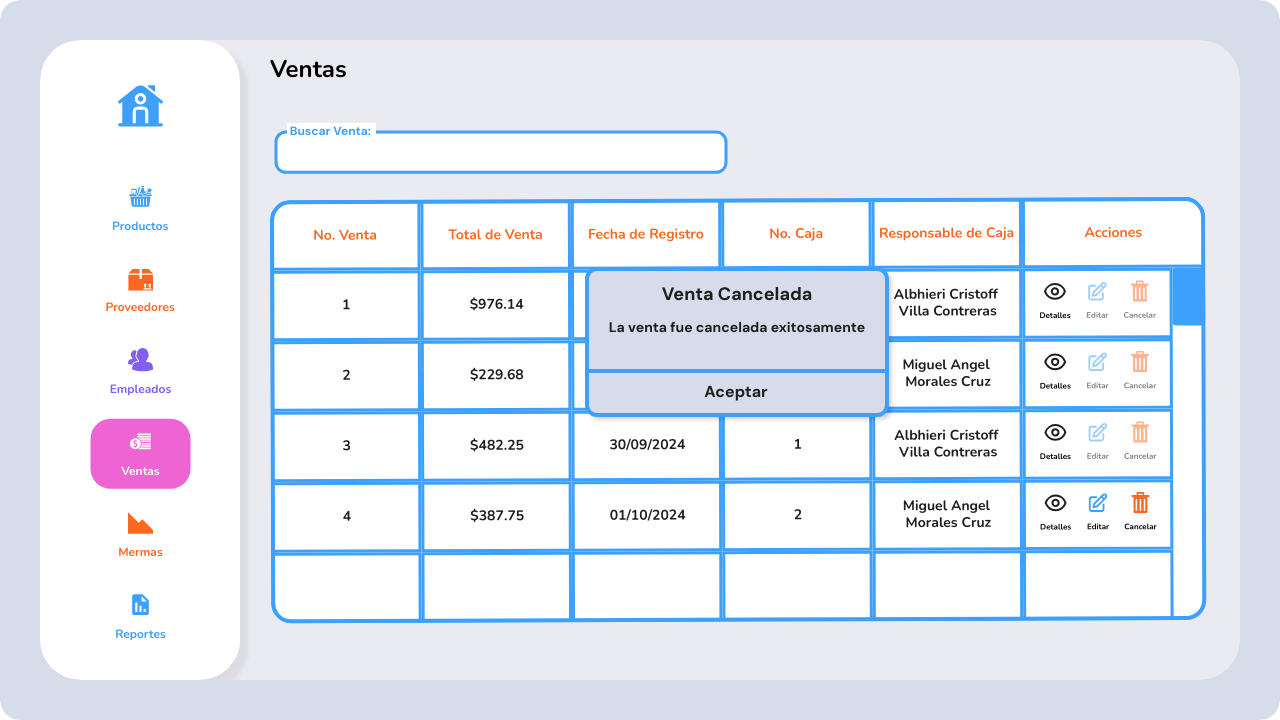 Ventas
Buscar Venta:
Productos
Proveedores
Empleados
Ventas
Mermas
Reportes
No. Venta Total de Venta Fecha de Registro No. Caja Responsable de Caja Acciones
1 $976.14 Albhieri Cristoff
Villa Contreras
Detalles Editar Cancelar
2 $229.68 Miguel Angel
Morales Cruz
Detalles Editar Cancelar
3 $482.25 30/09/2024 1 Albhieri Cristoff
Villa Contreras
Detalles Editar Cancelar
4 $387.75 01/10/2024 2 Miguel Angel
Morales Cruz
Detalles Editar Cancelar
Venta Cancelada
La venta fue cancelada exitosamente
Aceptar